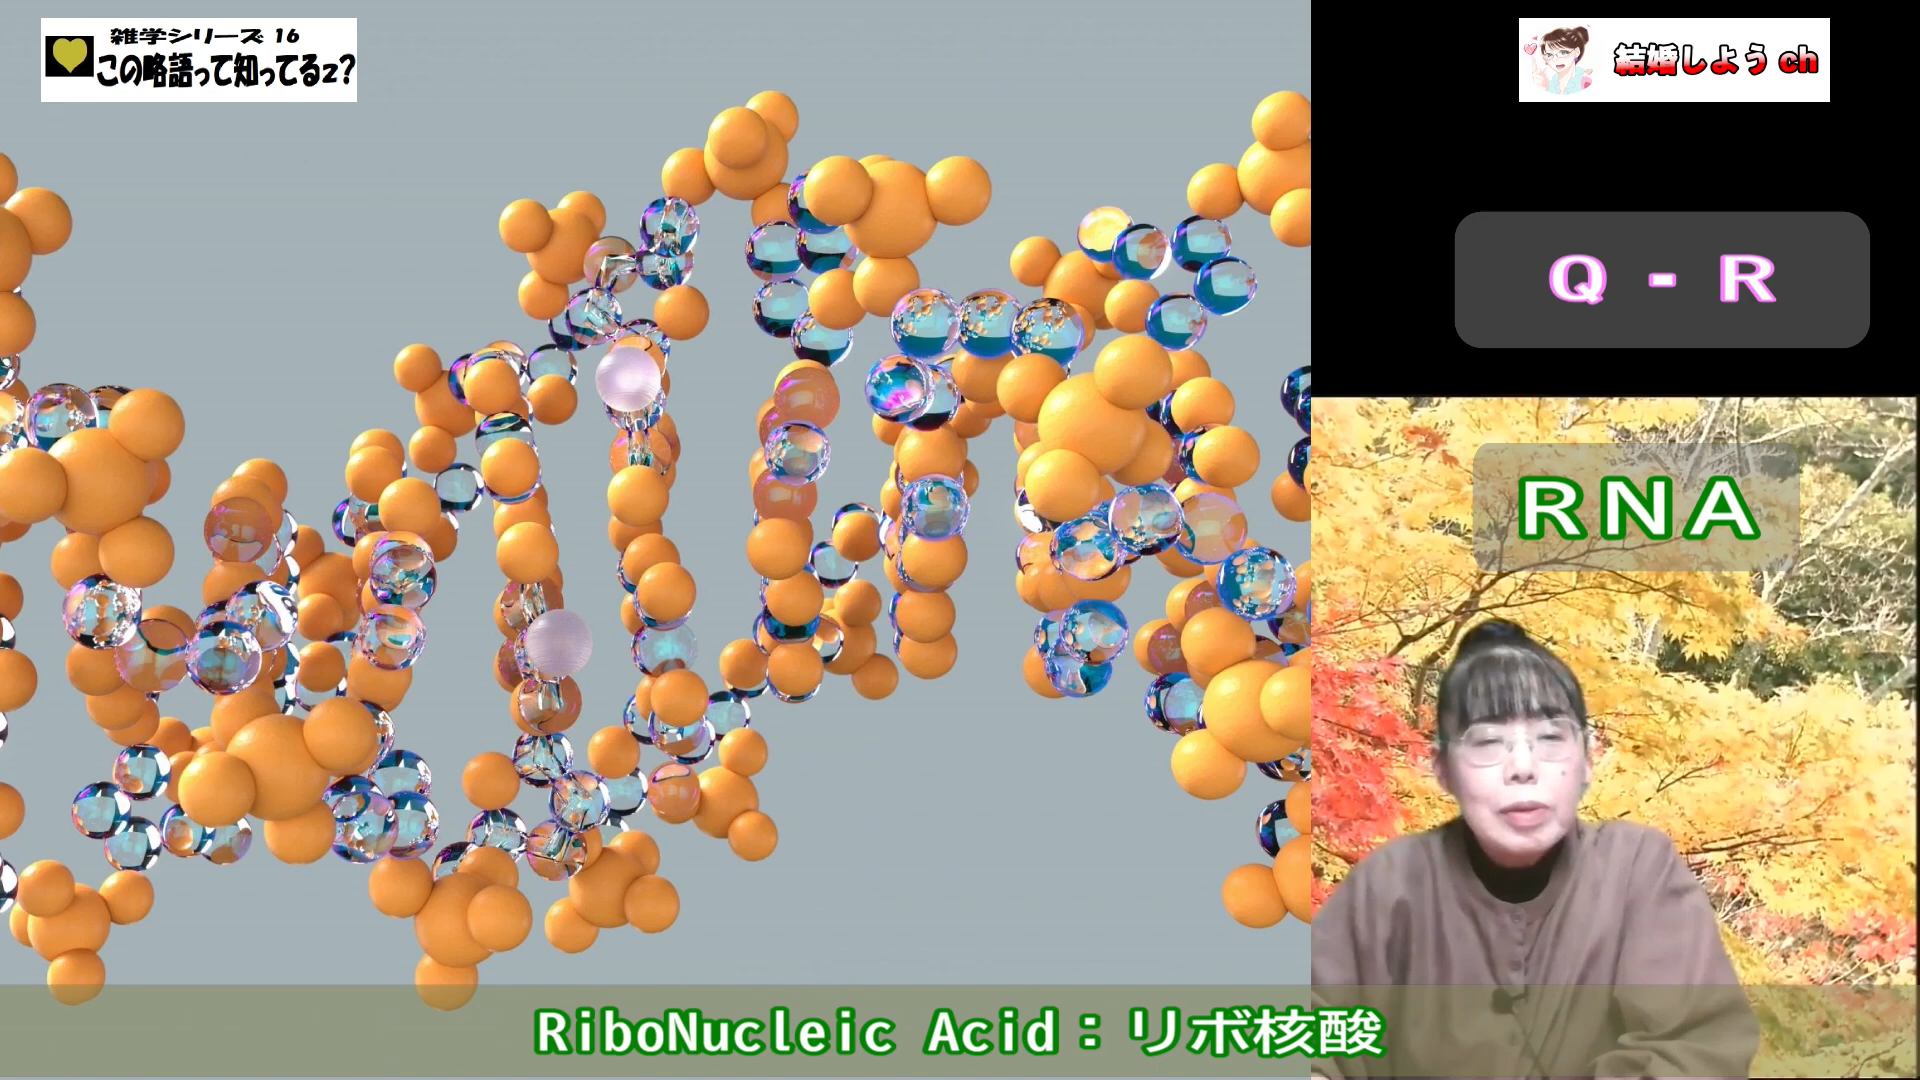 雑学シリーズ 16
この略語って知ってるz?
結婚しよう ch
Q - R
RNA
RiboNucleic Acid：リボ核酸